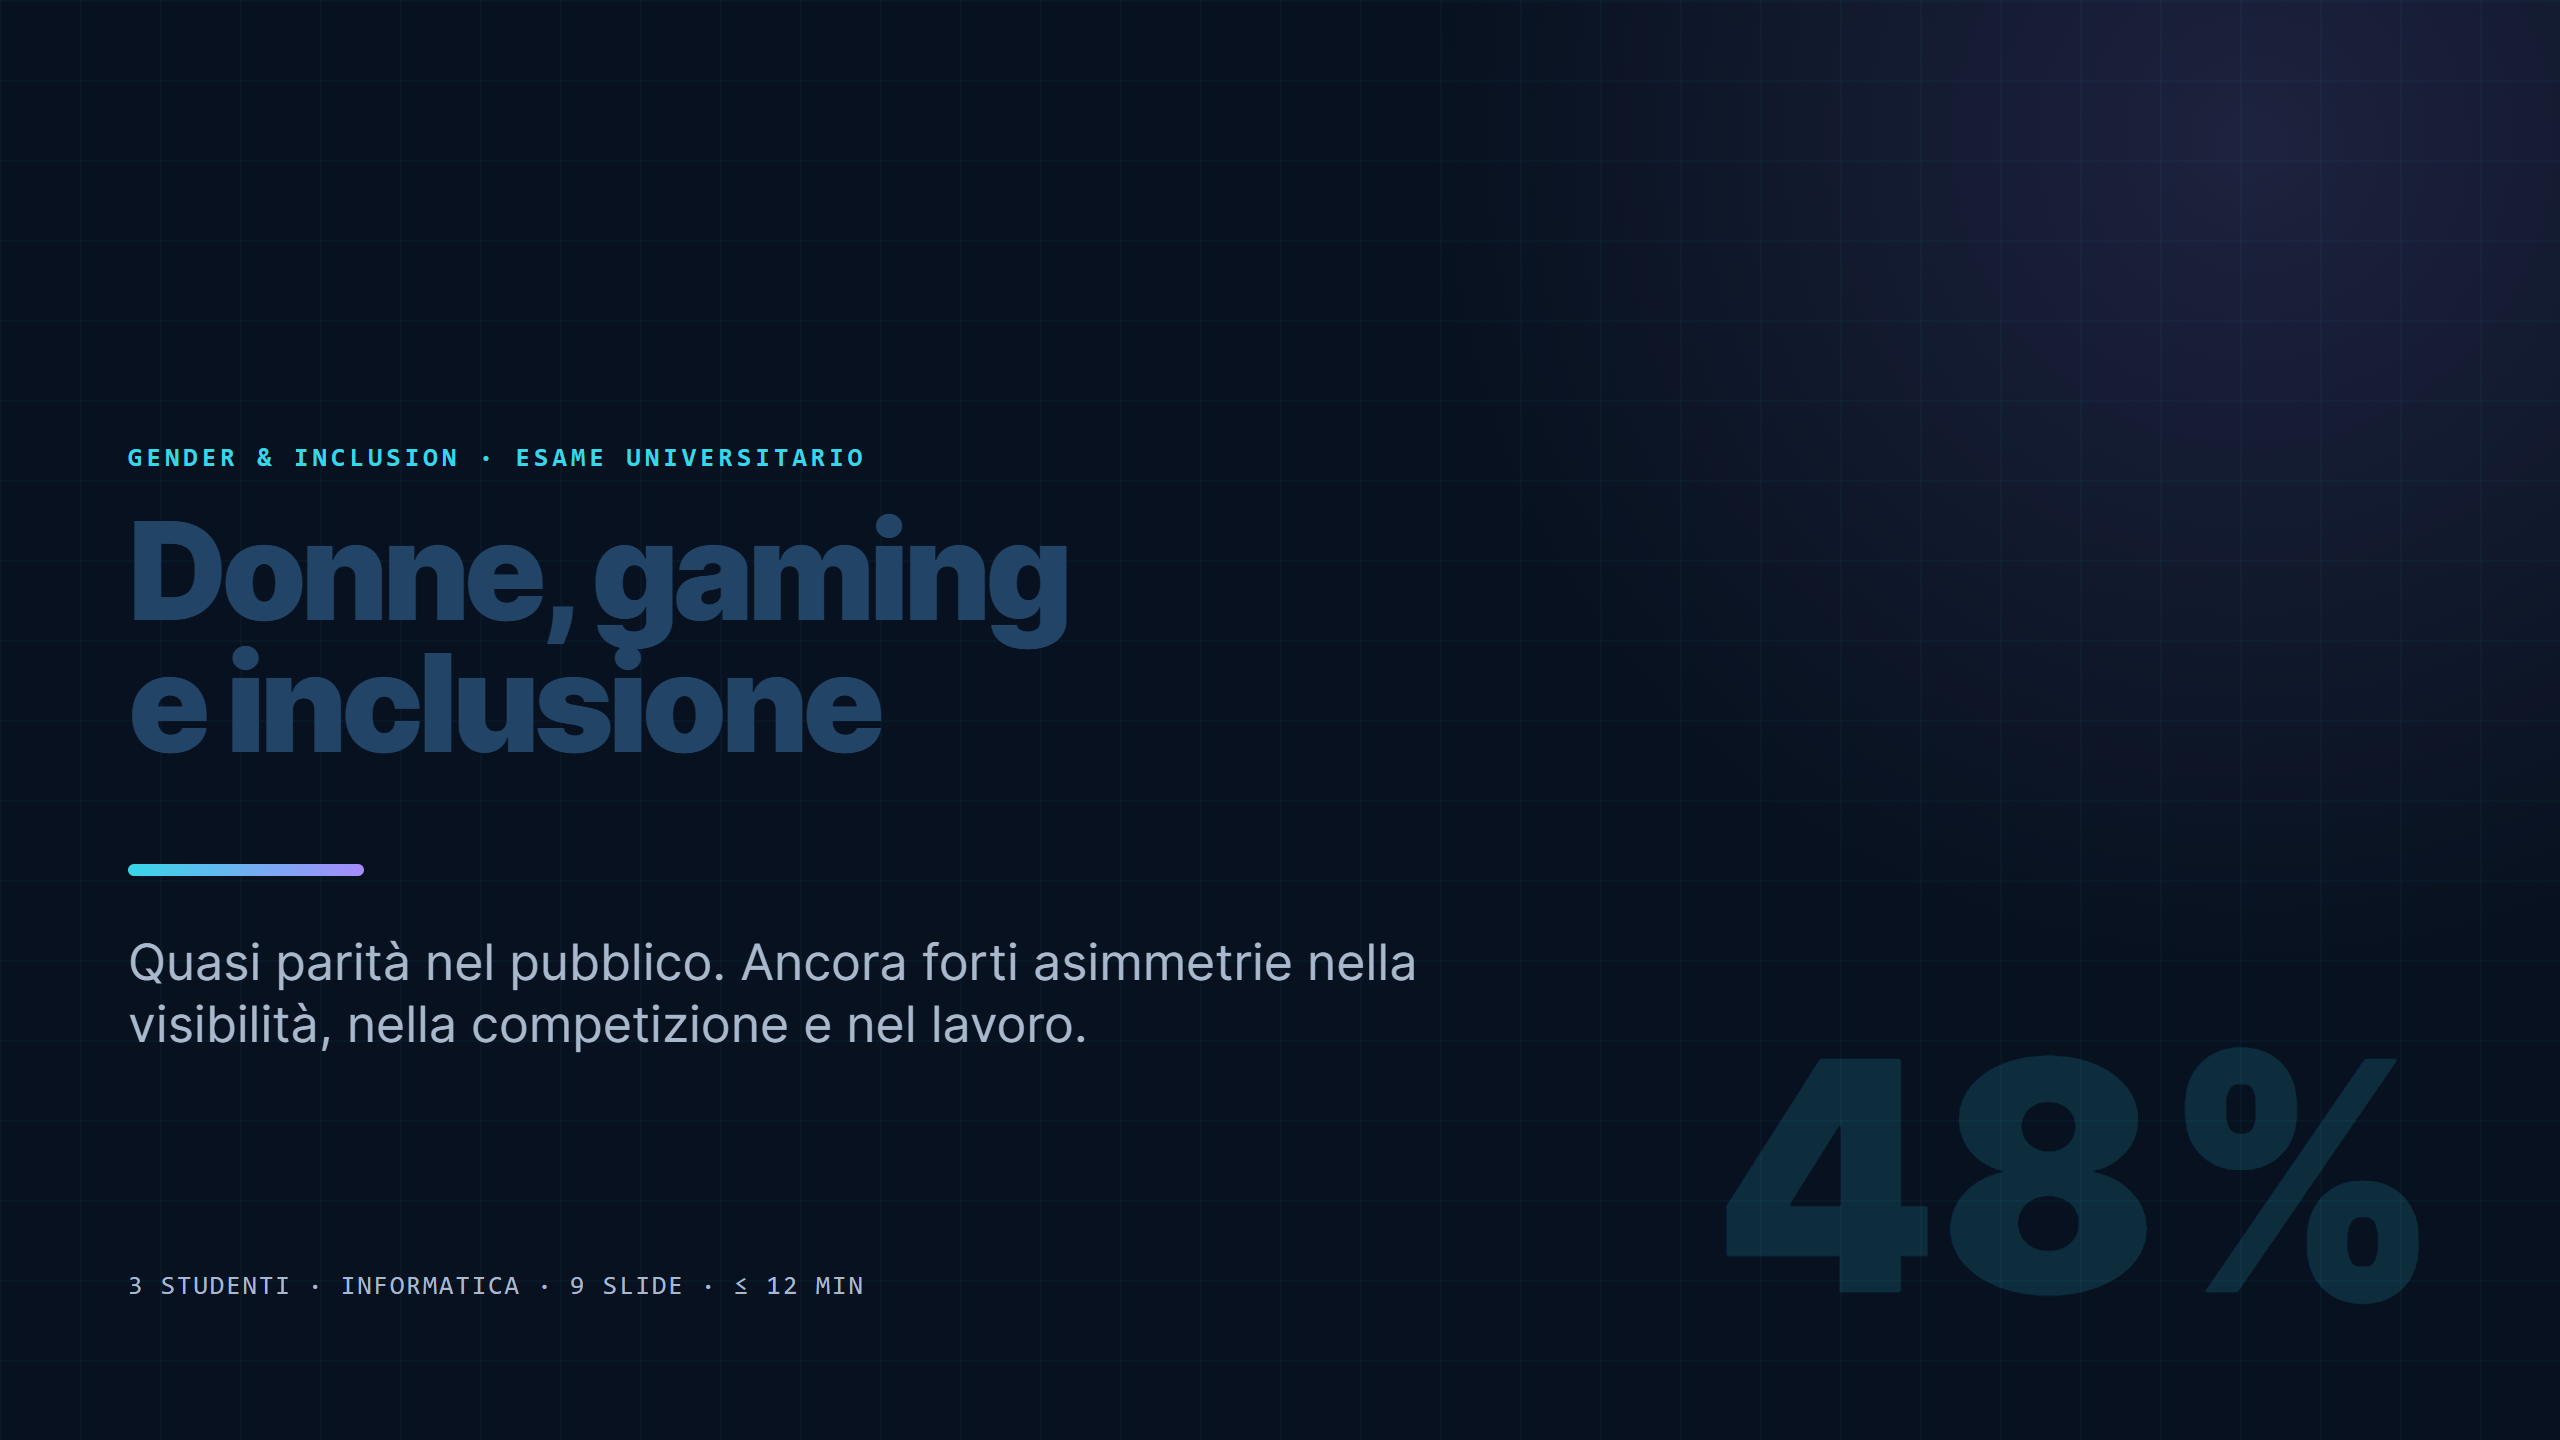 GENDER & INCLUSION · ESAME UNIVERSITARIO
Donne, gaming
e inclusione
Quasi parità nel pubblico. Ancora forti asimmetrie nella
visibilità, nella competizione e nel lavoro.
48%
3 STUDENTI · INFORMATICA · 9 SLIDE · ≤ 12 MIN